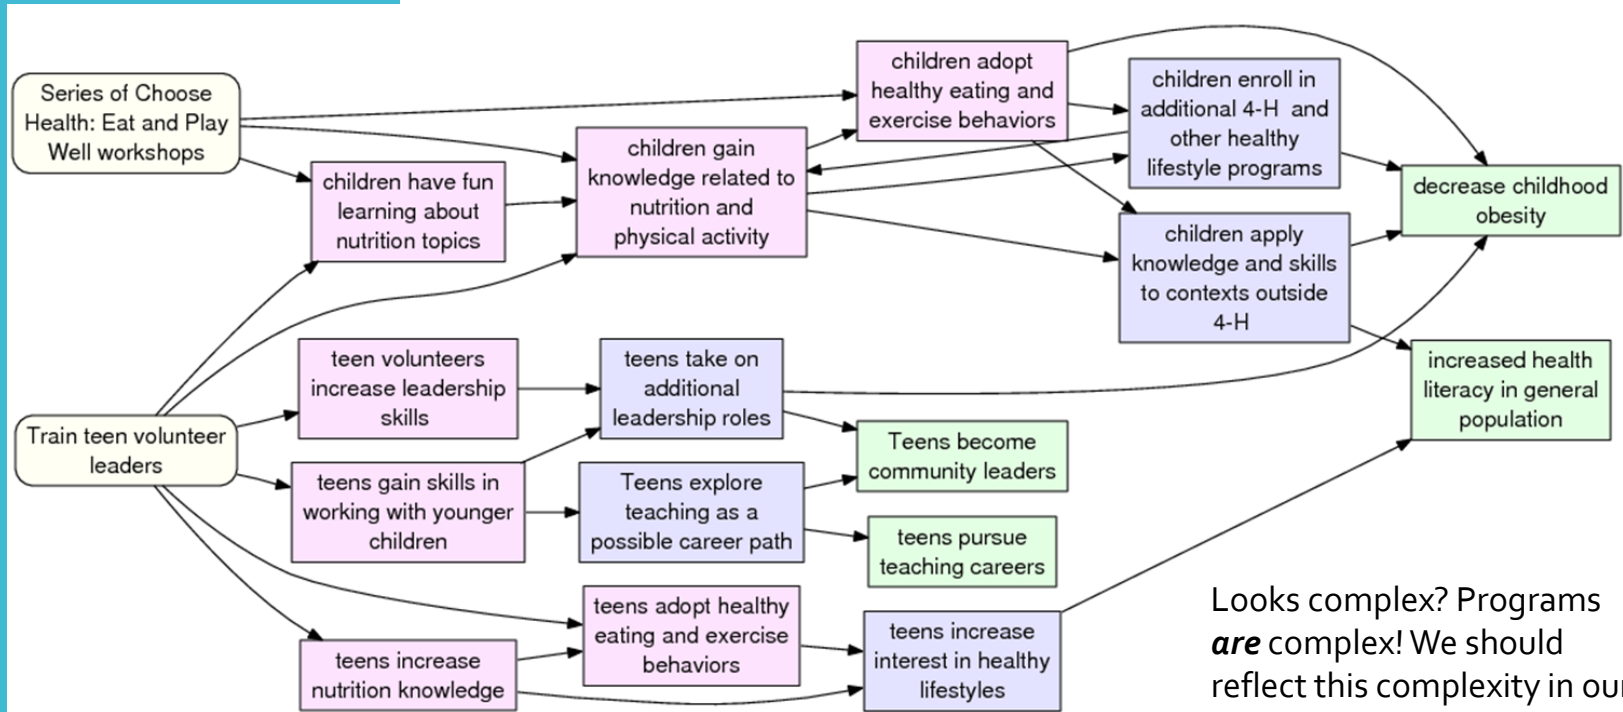 Series of Choose
Health: Eat and Play
Well workshops
children have fun
learning about
nutrition topics
children gain
knowledge related to
nutrition and
physical activity
children adopt
healthy eating and
exercise behaviors
children enroll in
additional 4-H and
other healthy
lifestyle programs
children apply
knowledge and skills
to contexts outside
4-H
decrease childhood
obesity
increased health
literacy in general
population
Train teen volunteer
leaders
teen volunteers
increase leadership
skills
teens gain skills in
working with younger
children
teens take on
additional
leadership roles
Teens explore
teaching as a
possible career path
Teens become
community leaders
teens pursue
teaching careers
teens increase
nutrition knowledge
teens adopt healthy
eating and exercise
behaviors
teens increase
interest in healthy
lifestyles
Looks complex? Programs
are complex! We should
reflect this complexity in our